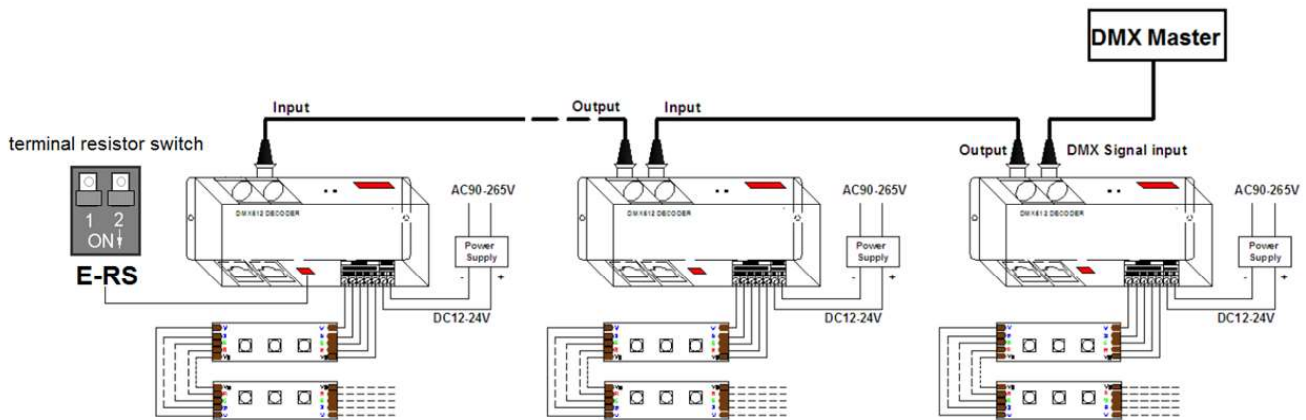 DMX Master
Input
Output
Input
Output
DMX Signal input
terminal resistor switch
1 2
ON
E-RS
DMX512 DECODER
AC90-265V
Power
Supply
- +
DC12-24V
DMX512 DECODER
AC90-265V
Power
Supply
- +
DC12-24V
DMX512 DECODER
AC90-265V
Power
Supply
- +
DC12-24V